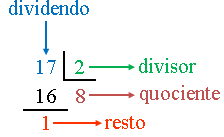 dividendo
17 2 divisor
16 8 quociente
1 resto